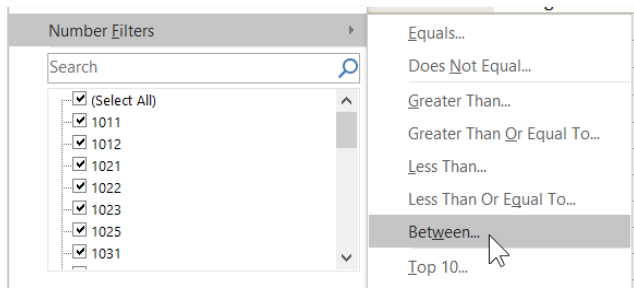 Number Filters
Search
(Select All)
1011
1012
1021
1022
1023
1025
1031
Equals...
Does Not Equal...
Greater Than...
Greater Than Or Equal To...
Less Than...
Less Than Or Equal To...
Between...
Top 10...